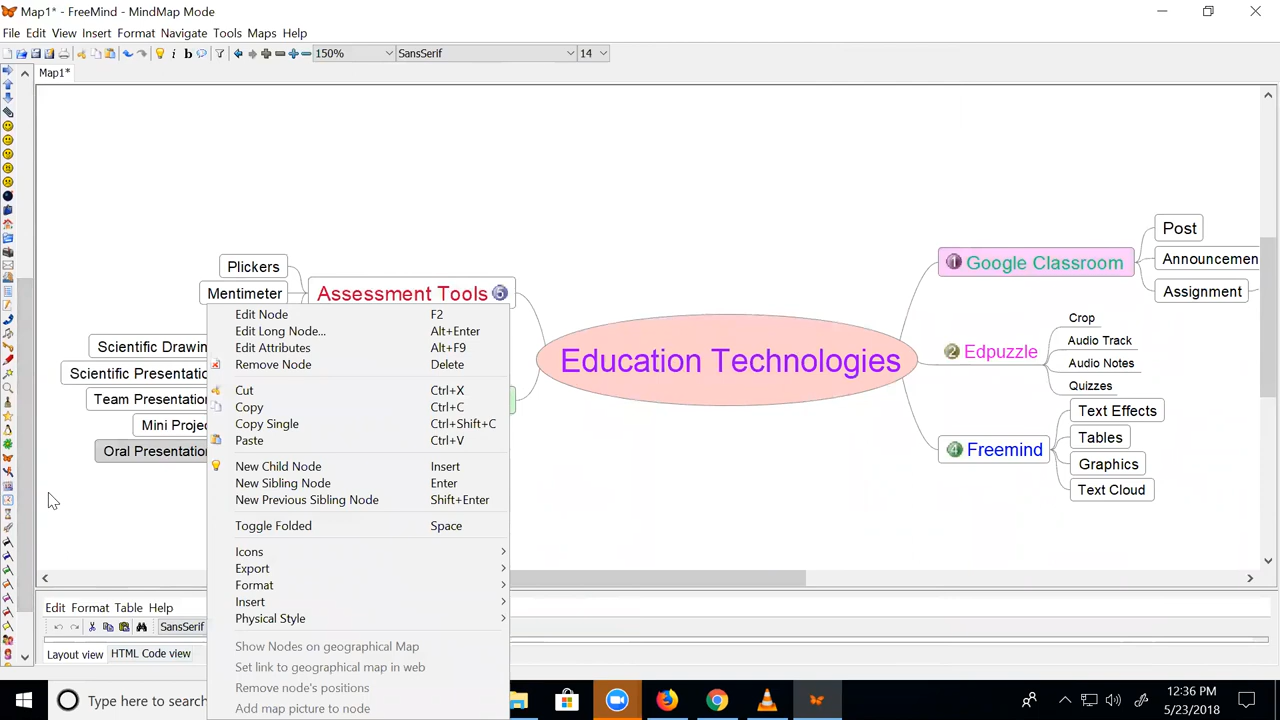 Map1* - FreeMind - MindMap Mode
File Edit View Insert Format Navigate Tools Maps Help
150% SansSerif 14
Map1*
Plickers
Mentimeter
Assessment Tools
5
Scientific Drawin
Scientific Presentatio
Team Presentation
Mini Projec
Oral Presentation
Education Technologies
1 Google Classroom
Post
Announcemen
Assignment
2 Edpuzzle
Crop
Audio Track
Audio Notes
Quizzes
4 Freemind
Text Effects
Tables
Graphics
Text Cloud
Edit Node F2
Edit Long Node... Alt+Enter
Edit Attributes Alt+F9
Remove Node Delete
Cut Ctrl+X
Copy Ctrl+C
Copy Single Ctrl+Shift+C
Paste Ctrl+V
New Child Node Insert
New Sibling Node Enter
New Previous Sibling Node Shift+Enter
Toggle Folded Space
Icons
Export
Format
Insert
Physical Style
Show Nodes on geographical Map
Set link to geographical map in web
Remove node's positions
Add map picture to node
Edit Format Table Help
SansSerif
Layout view HTML Code view
Type here to search
12:36 PM
5/23/2018